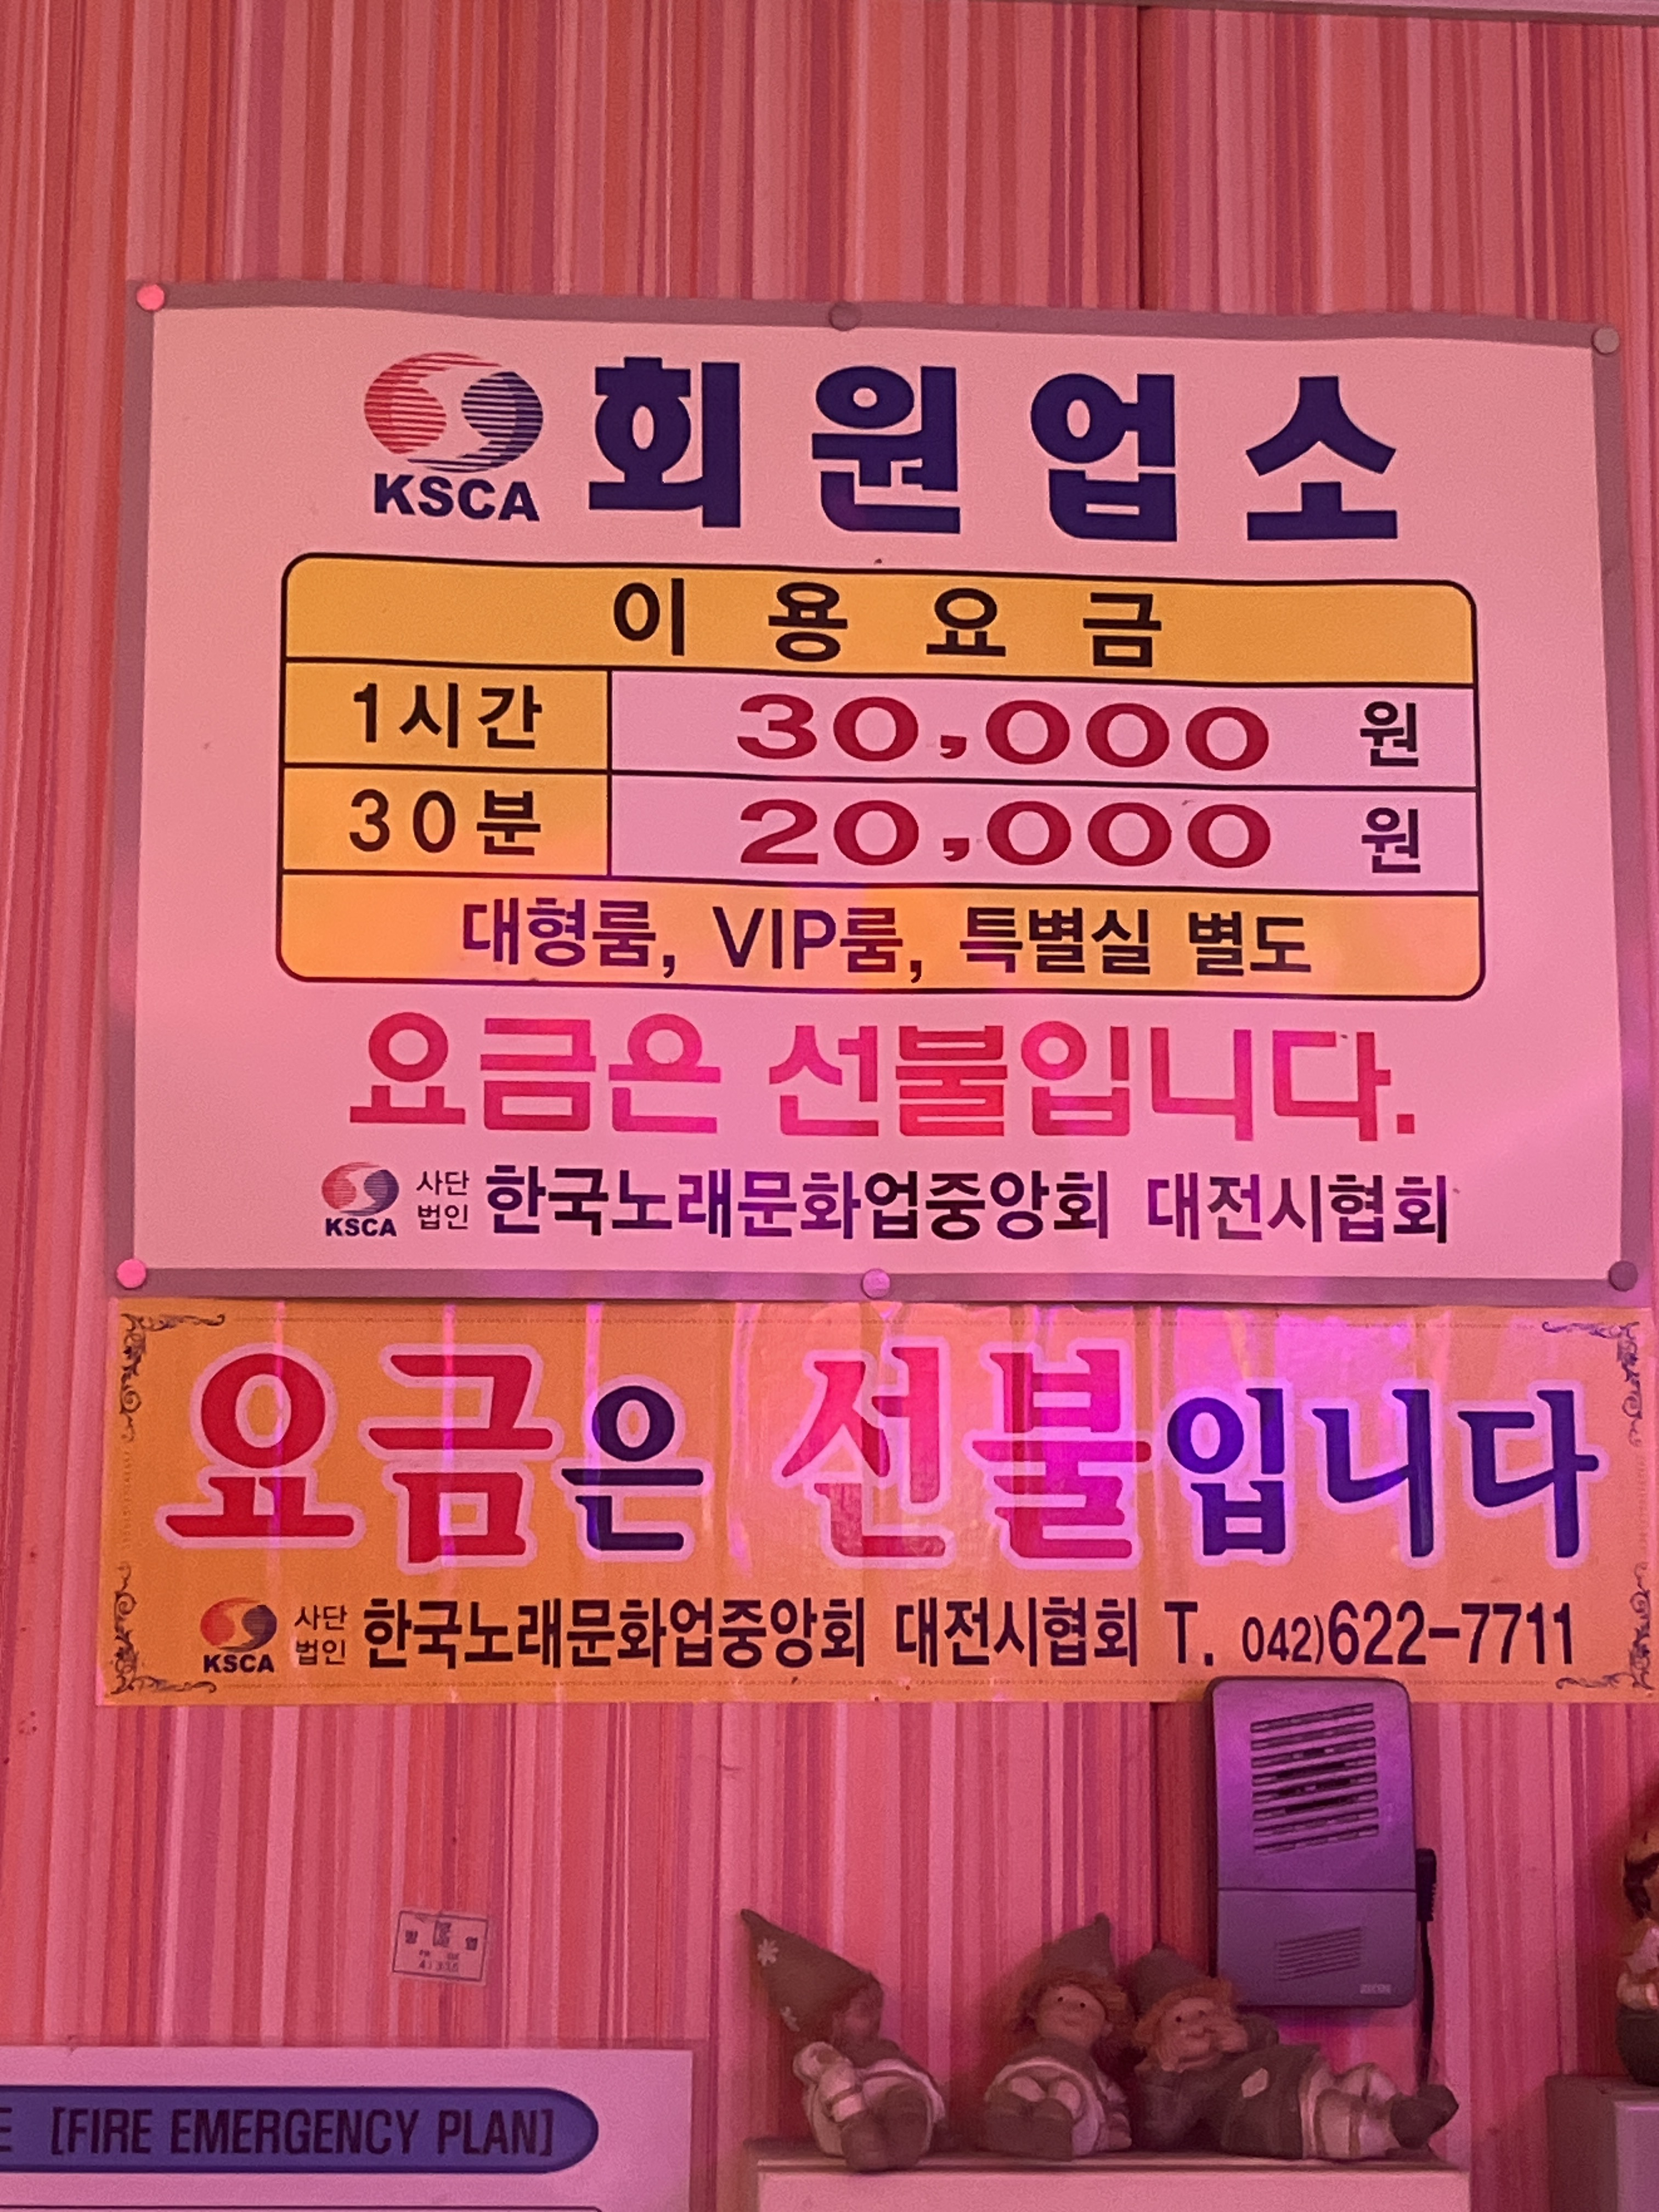 KSCA 회원업소
이용요금
1시간 30,000 원
30분 20,000 원
대형룸, VIP룸, 특별실 별도
요금은 선불입니다.
KSCA 사단법인 한국노래문화업중앙회 대전시협회
요금은 선불입니다
KSCA 사단법인 한국노래문화업중앙회 대전시협회 T. 042)622-7711
[FIRE EMERGENCY PLAN]